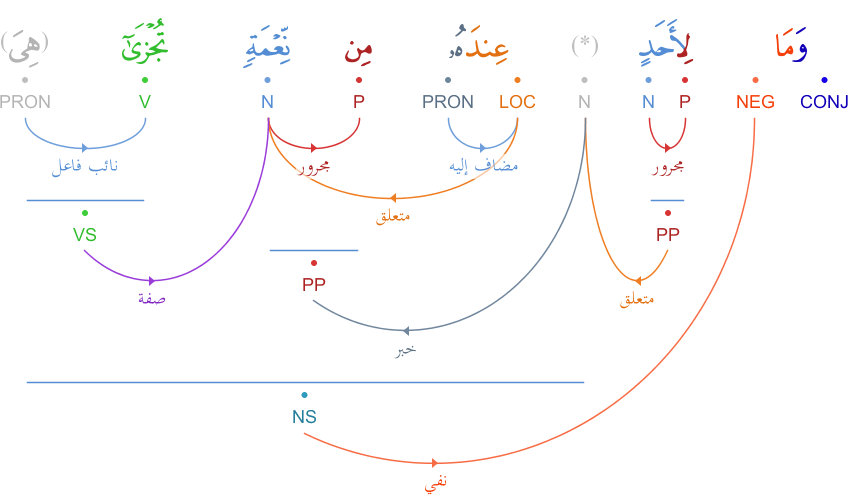 وَمَا لِأَحَدٍ (*) عِندَهُۥ مِن نِّعْمَةٍ تُجْزَىٰٓ (هِىَ)
CONJ NEG P N N LOC PRON P N V PRON
مجرور مضاف إليه مجرور نائب فاعل
متعلق
PP VS
PP
متعلق صفة
خبر
NS
نفي